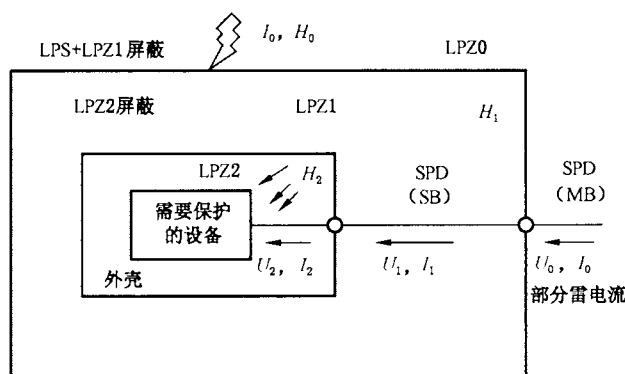 LPS+LPZ1屏蔽
I₀，H₀
LPZ0
LPZ2屏蔽
LPZ1
H₁
LPZ2
H₂
SPD
（SB）
SPD
（MB）
需要保护
的设备
外壳
U₂，I₂
U₁，I₁
U₀，I₀
部分雷电流